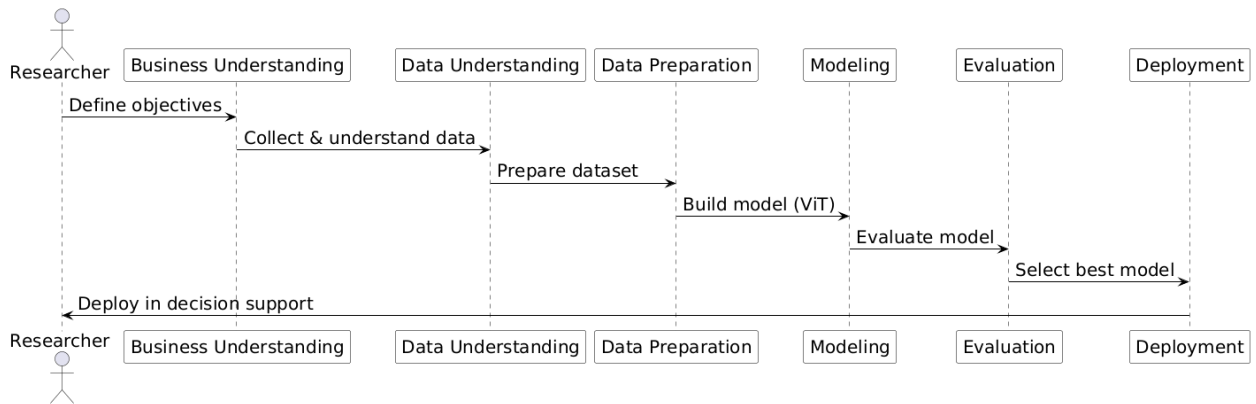 Researcher
Business Understanding
Data Understanding
Data Preparation
Modeling
Evaluation
Deployment
Define objectives
Collect & understand data
Prepare dataset
Build model (ViT)
Evaluate model
Select best model
Deploy in decision support
Researcher
Business Understanding
Data Understanding
Data Preparation
Modeling
Evaluation
Deployment